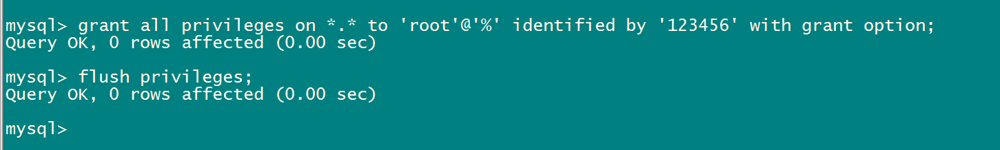 mysql> grant all privileges on *.* to 'root'@'%' identified by '123456' with grant option;
Query OK, 0 rows affected (0.00 sec)
mysql> flush privileges;
Query OK, 0 rows affected (0.00 sec)
mysql>